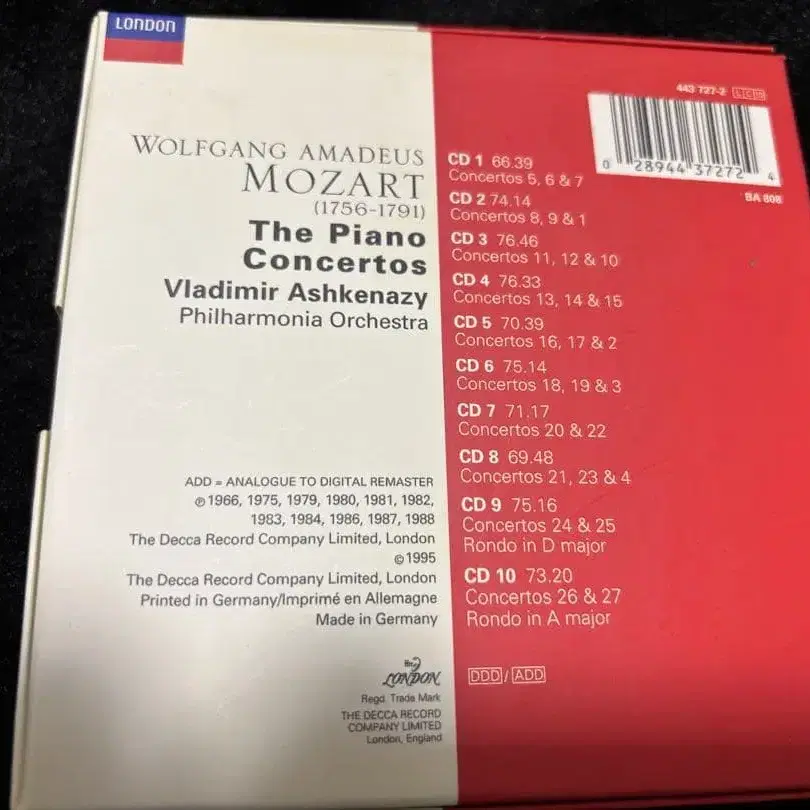 LONDON
WOLFGANG AMADEUS
MOZART
(1756-1791)
The Piano
Concertos
Vladimir Ashkenazy
Philharmonia Orchestra
ADD = ANALOGUE TO DIGITAL REMASTER
℗ 1966, 1975, 1979, 1980, 1981, 1982,
1983, 1984, 1986, 1987, 1988
The Decca Record Company Limited, London
© 1995
The Decca Record Company Limited, London
Printed in Germany/Imprimé en Allemagne
Made in Germany
LONDON
Regd. Trade Mark
THE DECCA RECORD
COMPANY LIMITED
London, England
443 727-2
0 28944 37272 4
BA 808
CD 1 66.39
Concertos 5, 6 & 7
CD 2 74.14
Concertos 8, 9 & 1
CD 3 76.46
Concertos 11, 12 & 10
CD 4 76.33
Concertos 13, 14 & 15
CD 5 70.39
Concertos 16, 17 & 2
CD 6 75.14
Concertos 18, 19 & 3
CD 7 71.17
Concertos 20 & 22
CD 8 69.48
Concertos 21, 23 & 4
CD 9 75.16
Concertos 24 & 25
Rondo in D major
CD 10 73.20
Concertos 26 & 27
Rondo in A major
DDD / ADD